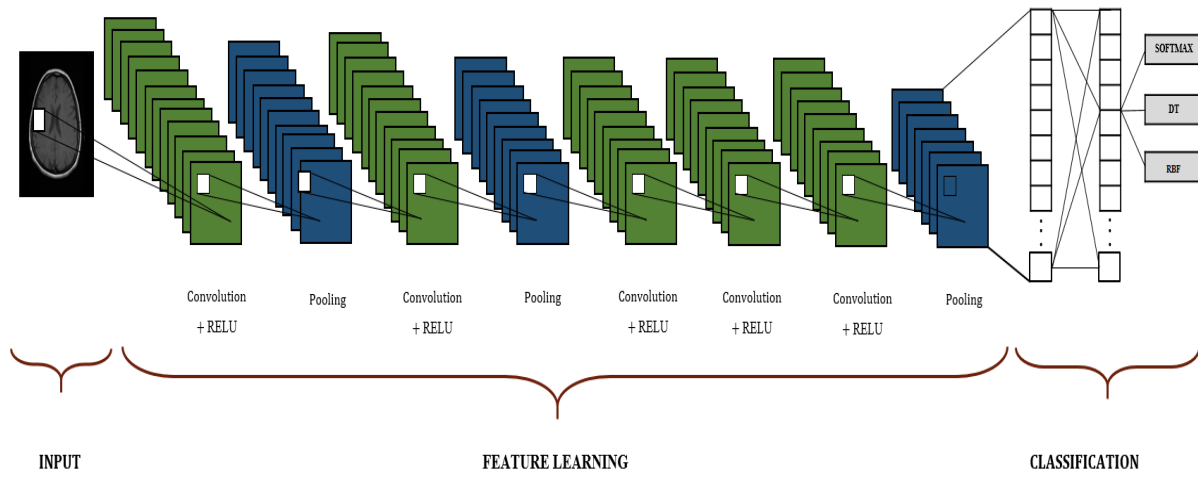 SOFTMAX
DT
RBF
Convolution
+ RELU
Pooling
Convolution
+ RELU
Pooling
Convolution
+ RELU
Convolution
+ RELU
Convolution
+ RELU
Pooling
INPUT
FEATURE LEARNING
CLASSIFICATION